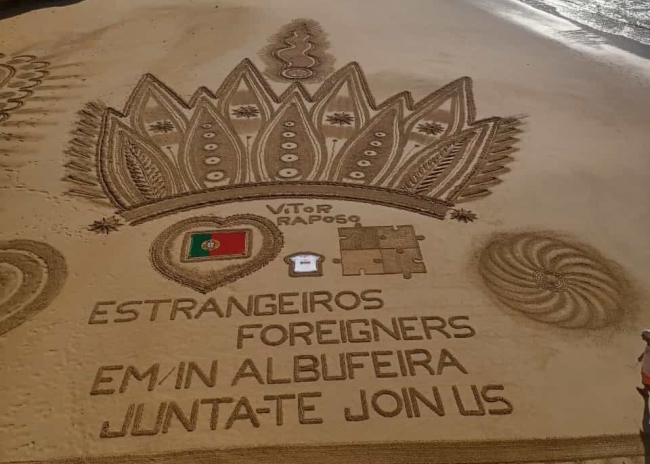 VITOR
RAPOSO
ESTRANGEIROS
FOREIGNERS
EM/IN ALBUFEIRA
JUNTA-TE JOIN US